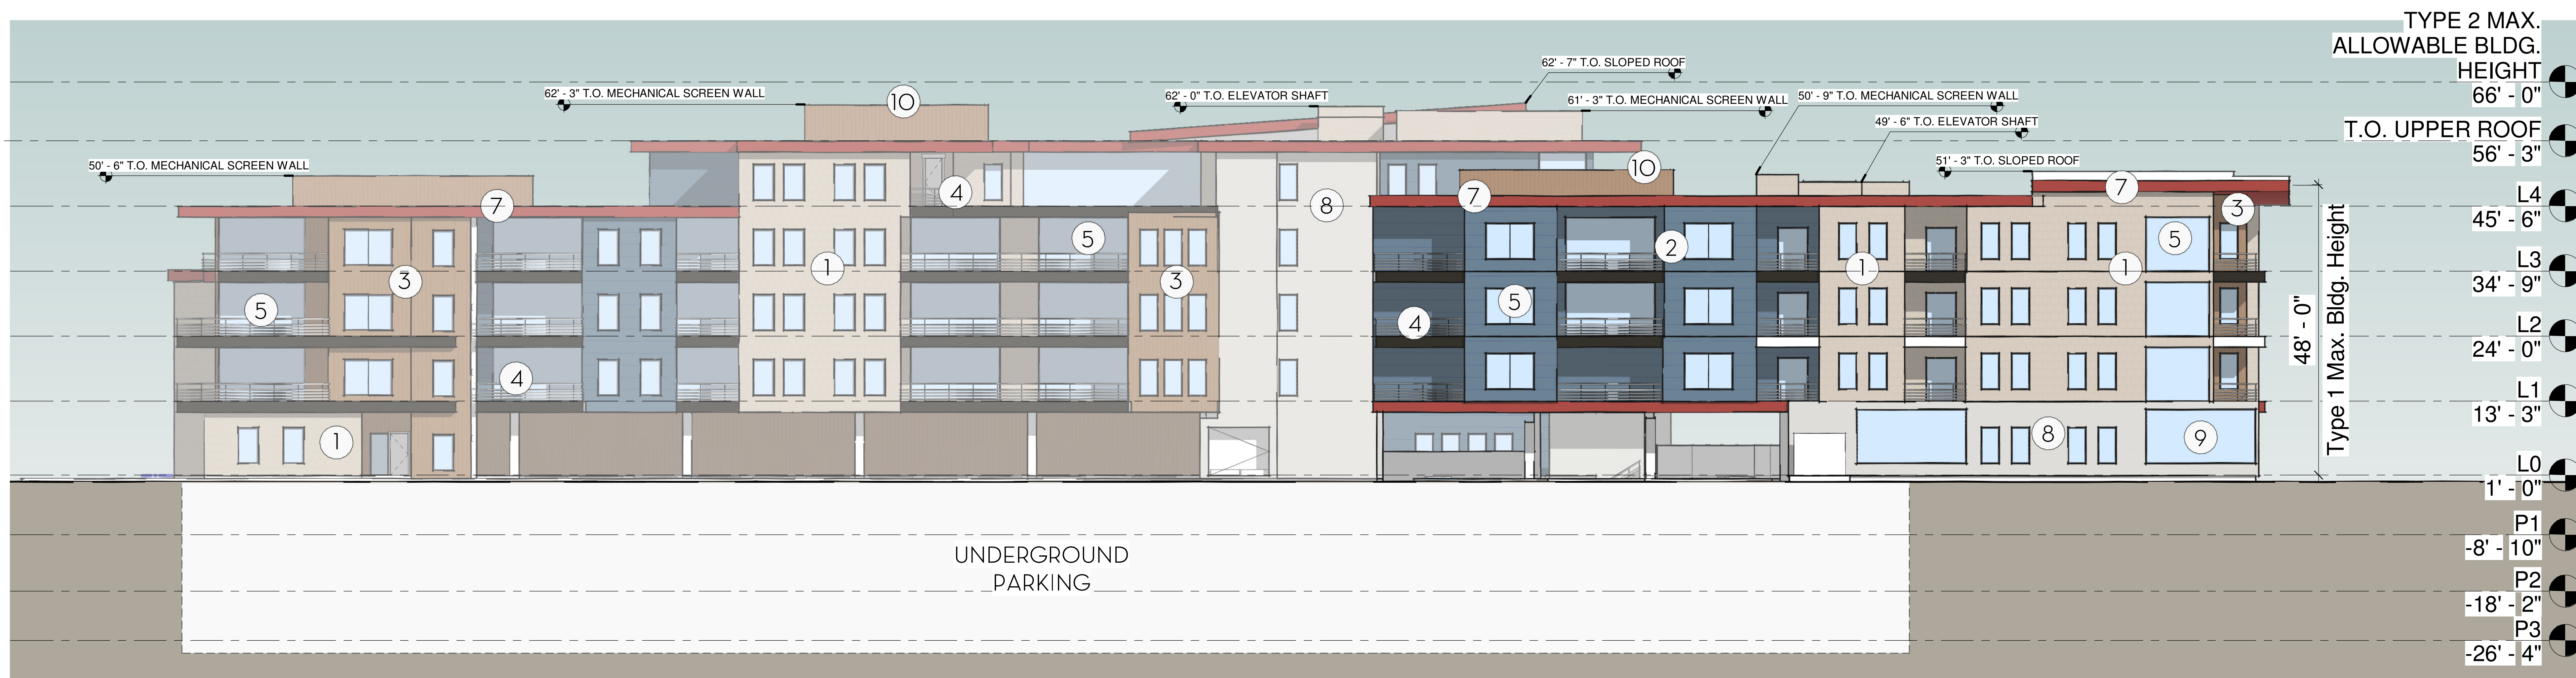 TYPE 2 MAX.
ALLOWABLE BLDG.
HEIGHT
66' - 0"
62' - 7" T.O. SLOPED ROOF
62' - 3" T.O. MECHANICAL SCREEN WALL
10
62' - 0" T.O. ELEVATOR SHAFT
61' - 3" T.O. MECHANICAL SCREEN WALL
50' - 9" T.O. MECHANICAL SCREEN WALL
49' - 6" T.O. ELEVATOR SHAFT
T.O. UPPER ROOF
56' - 3"
50' - 6" T.O. MECHANICAL SCREEN WALL
51' - 3" T.O. SLOPED ROOF
10
7
4
8
7
7
3
L4
45' - 6"
5
2
5
3
1
3
1
1
L3
34' - 9"
5
5
4
48' - 0"
Type 1 Max. Bldg. Height
L2
24' - 0"
4
L1
13' - 3"
1
8
9
L0
1' - 0"
P1
-8' - 10"
UNDERGROUND
PARKING
P2
-18' - 2"
P3
-26' - 4"